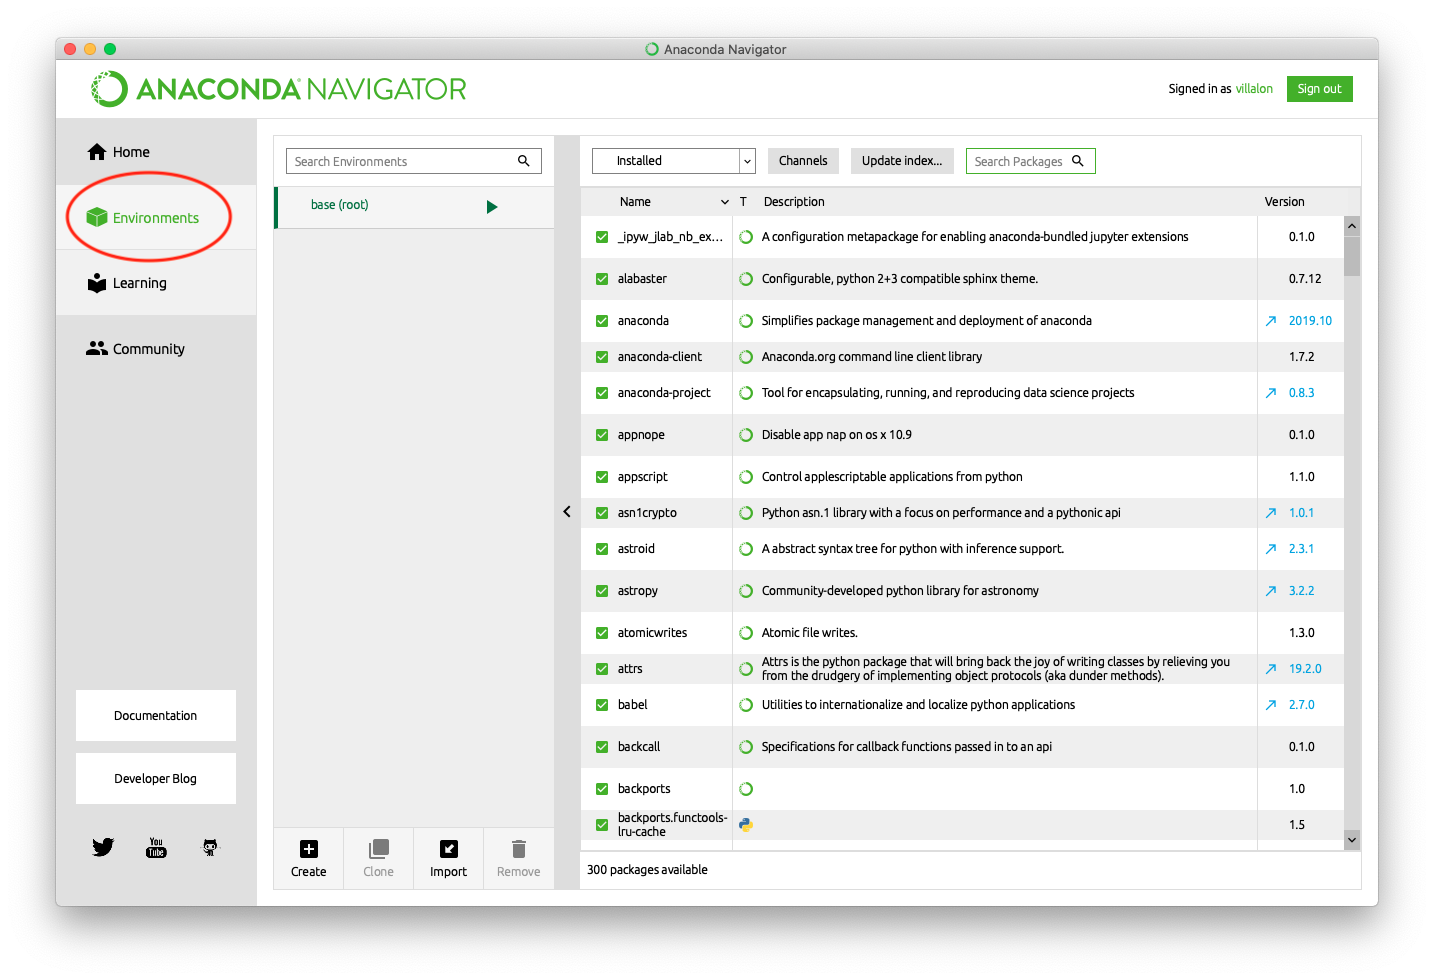 Anaconda Navigator
ANACONDA NAVIGATOR
Signed in as villalon
Sign out
Home
Environments
Learning
Community
Documentation
Developer Blog
You
Tube
Search Environments
base (root)
Create
Clone
Import
Remove
Installed
Channels
Update index...
Search Packages
Name T Description Version
_ipyw_jlab_nb_ex... A configuration metapackage for enabling anaconda-bundled jupyter extensions 0.1.0
alabaster Configurable, python 2+3 compatible sphinx theme. 0.7.12
anaconda Simplifies package management and deployment of anaconda 2019.10
anaconda-client Anaconda.org command line client library 1.7.2
anaconda-project Tool for encapsulating, running, and reproducing data science projects 0.8.3
appnope Disable app nap on os x 10.9 0.1.0
appscript Control applescriptable applications from python 1.1.0
asn1crypto Python asn.1 library with a focus on performance and a pythonic api 1.0.1
astroid A abstract syntax tree for python with inference support. 2.3.1
astropy Community-developed python library for astronomy 3.2.2
atomicwrites Atomic file writes. 1.3.0
attrs Attrs is the python package that will bring back the joy of writing classes by relieving you
from the drudgery of implementing object protocols (aka dunder methods). 19.2.0
babel Utilities to internationalize and localize python applications 2.7.0
backcall Specifications for callback functions passed in to an api 0.1.0
backports 1.0
backports.functools-
lru-cache 1.5
300 packages available